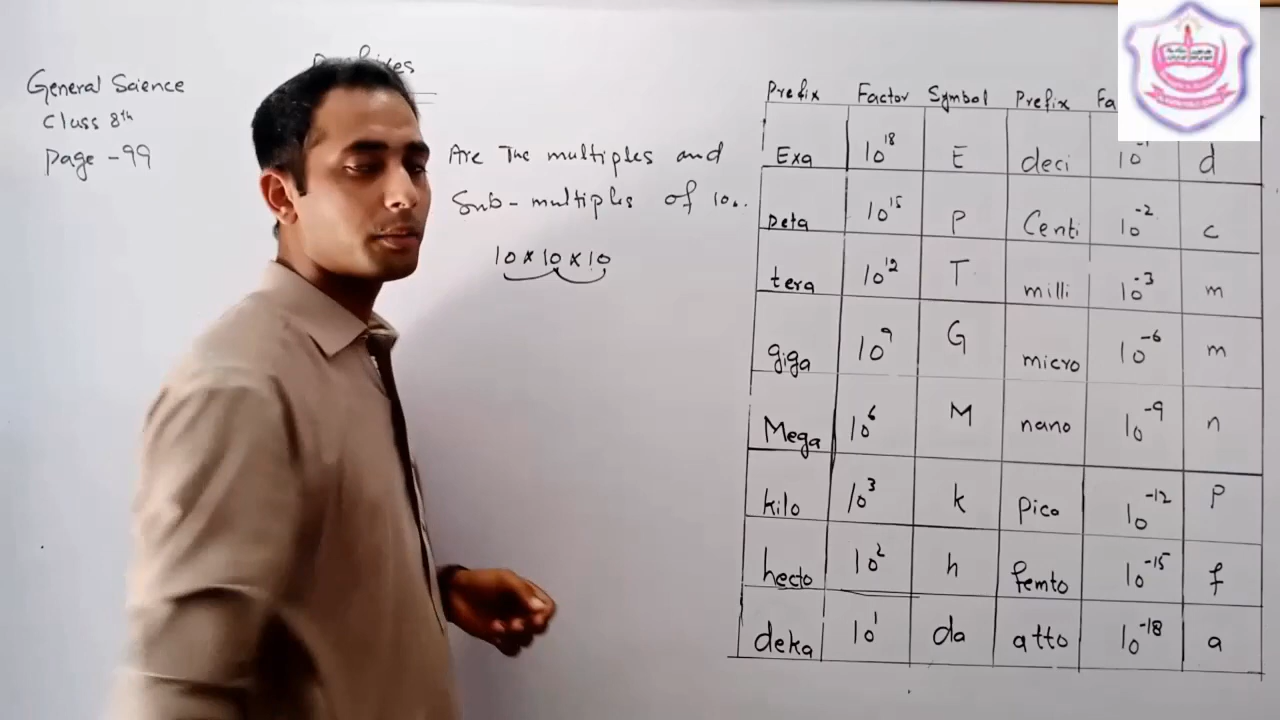 General Science
Class 8th
Page - 99
Are The multiples and
Sub-multiples of 10..
10 x 10 x 10
Prefix Factor Symbol Prefix Fa
Exa 10^18 E deci 10^-1 d
peta 10^15 P Centi 10^-2 c
tera 10^12 T milli 10^-3 m
giga 10^9 G micro 10^-6 m
Mega 10^6 M nano 10^-9 n
kilo 10^3 k pico 10^-12 P
hecto 10^2 h femto 10^-15 f
deka 10^1 da atto 10^-18 a